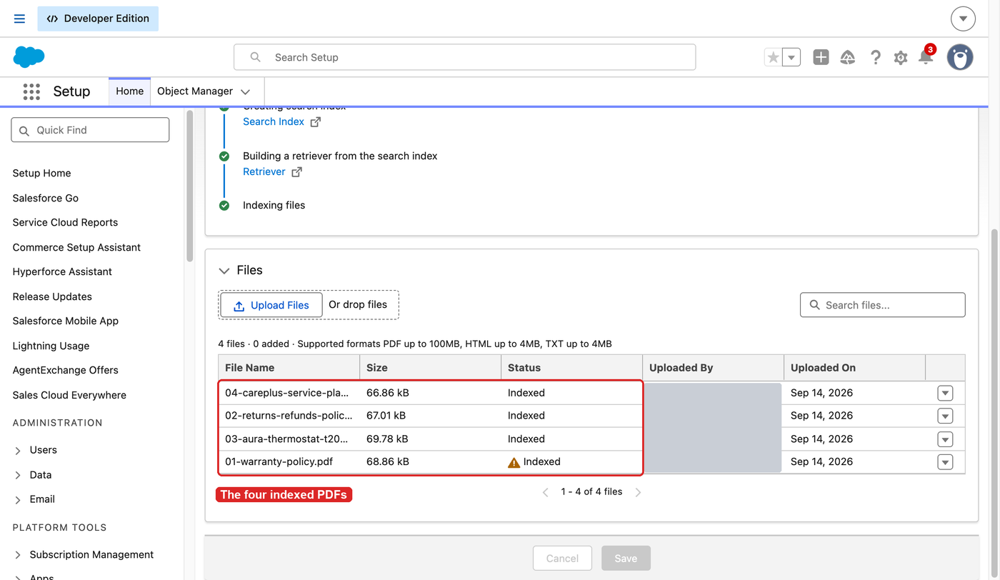 Developer Edition
Search Setup
3
Setup
Home
Object Manager
Quick Find
Setup Home
Salesforce Go
Service Cloud Reports
Commerce Setup Assistant
Hyperforce Assistant
Release Updates
Salesforce Mobile App
Lightning Usage
AgentExchange Offers
Sales Cloud Everywhere
ADMINISTRATION
Users
Data
Email
PLATFORM TOOLS
Subscription Management
Apps
Creating search index
Search Index
Building a retriever from the search index
Retriever
Indexing files
Files
Upload Files Or drop files
Search files...
4 files · 0 added · Supported formats PDF up to 100MB, HTML up to 4MB, TXT up to 4MB
File Name Size Status Uploaded By Uploaded On
04-careplus-service-pla... 66.86 kB Indexed Sep 14, 2026
02-returns-refunds-polic... 67.01 kB Indexed Sep 14, 2026
03-aura-thermostat-t20... 69.78 kB Indexed Sep 14, 2026
01-warranty-policy.pdf 68.86 kB Indexed Sep 14, 2026
The four indexed PDFs
1 - 4 of 4 files
Cancel
Save